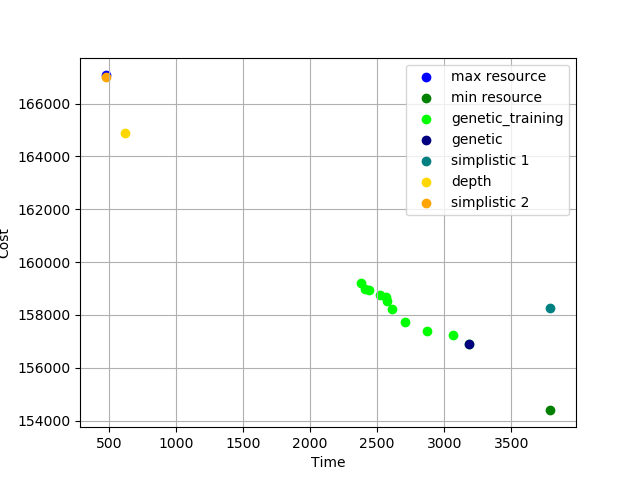 max resource
min resource
genetic_training
genetic
simplistic 1
depth
simplistic 2
166000
164000
162000
160000
158000
156000
154000
Cost
500 1000 1500 2000 2500 3000 3500
Time